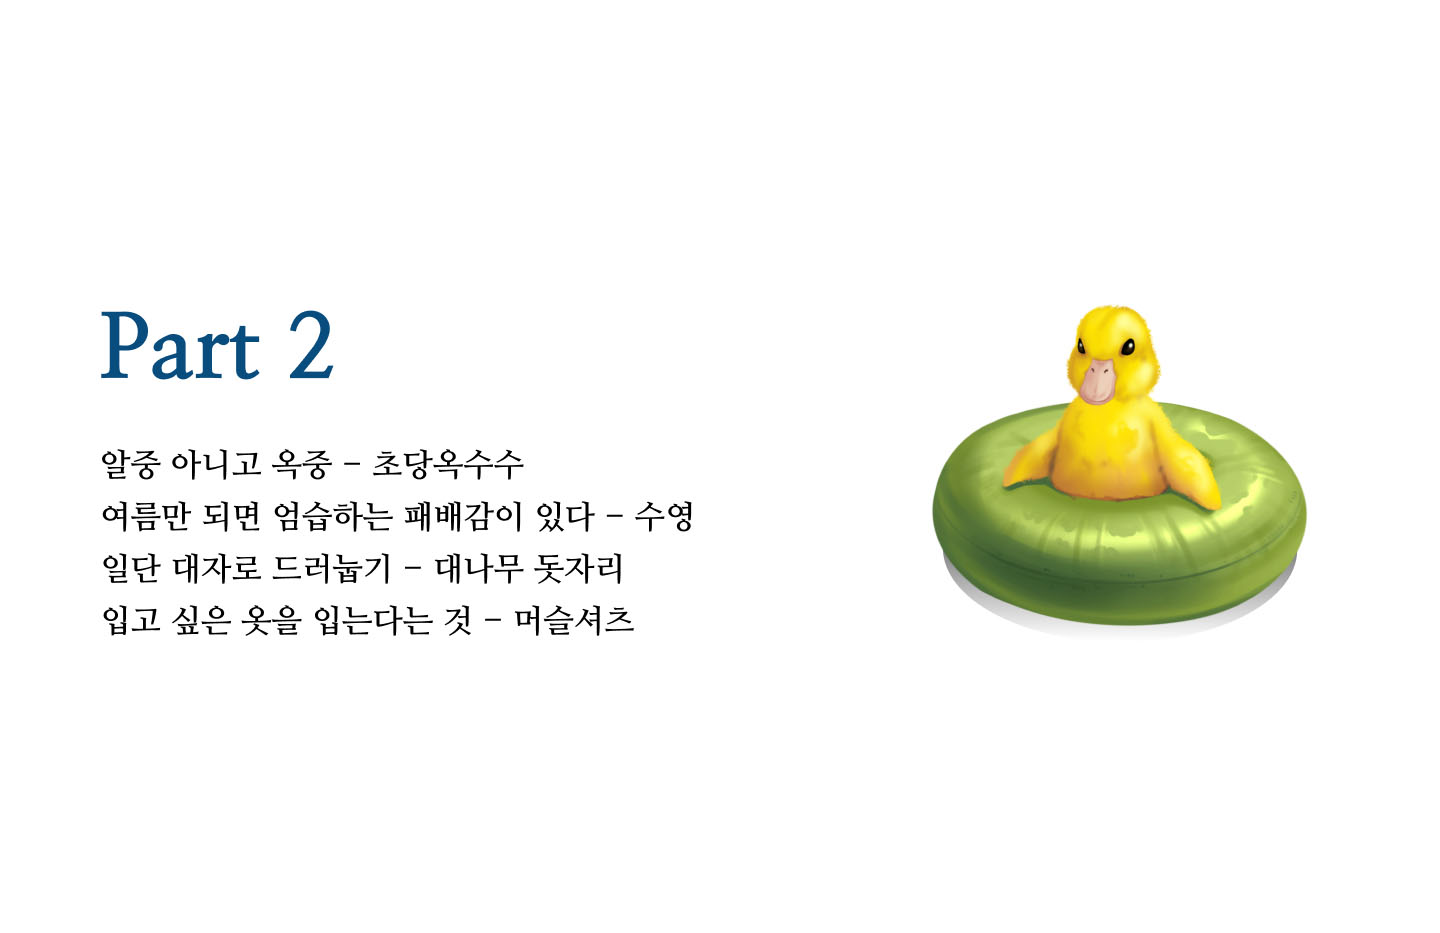 Part 2
알중 아니고 옥중 – 초당옥수수
여름만 되면 엄습하는 패배감이 있다 – 수영
일단 대자로 드러눕기 – 대나무 돗자리
입고 싶은 옷을 입는다는 것 – 머슬셔츠